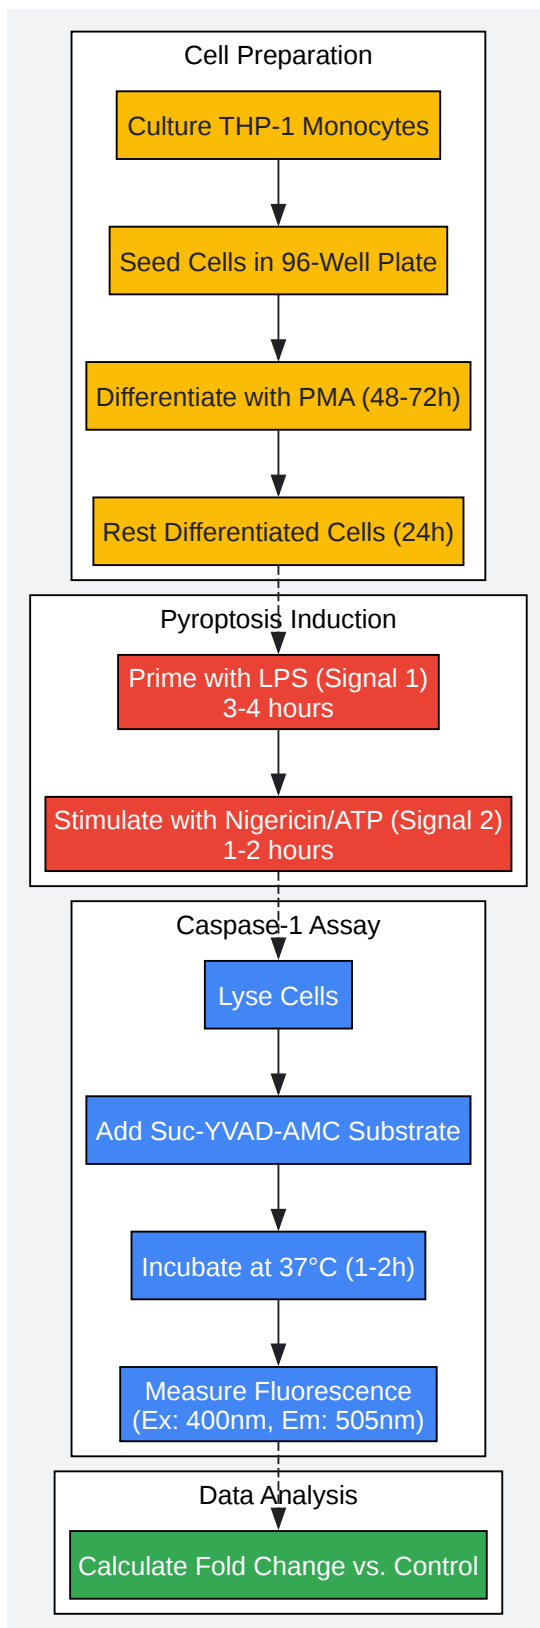 Cell Preparation
Culture THP-1 Monocytes
Seed Cells in 96-Well Plate
Differentiate with PMA (48-72h)
Rest Differentiated Cells (24h)
Pyroptosis Induction
Prime with LPS (Signal 1)
3-4 hours
Stimulate with Nigericin/ATP (Signal 2)
1-2 hours
Caspase-1 Assay
Lyse Cells
Add Suc-YVAD-AMC Substrate
Incubate at 37°C (1-2h)
Measure Fluorescence
(Ex: 400nm, Em: 505nm)
Data Analysis
Calculate Fold Change vs. Control